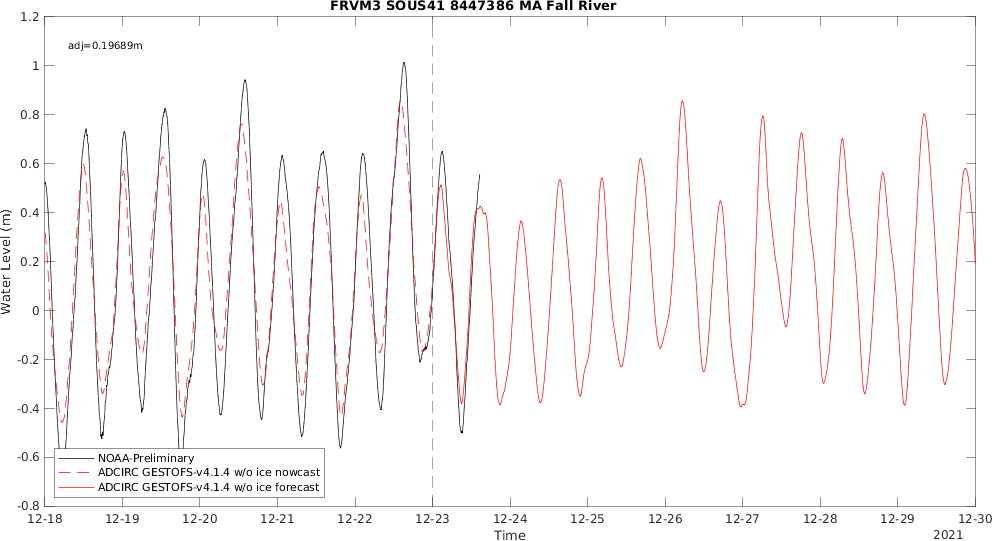 FRVM3 SOUS41 8447386 MA Fall River
adj=0.19689m
Water Level (m)
1.2
1
0.8
0.6
0.4
0.2
0
-0.2
-0.4
-0.6
-0.8
NOAA-Preliminary
ADCIRC GESTOFS-v4.1.4 w/o ice nowcast
ADCIRC GESTOFS-v4.1.4 w/o ice forecast
12-18 12-19 12-20 12-21 12-22 12-23 12-24 12-25 12-26 12-27 12-28 12-29 12-30
Time
2021